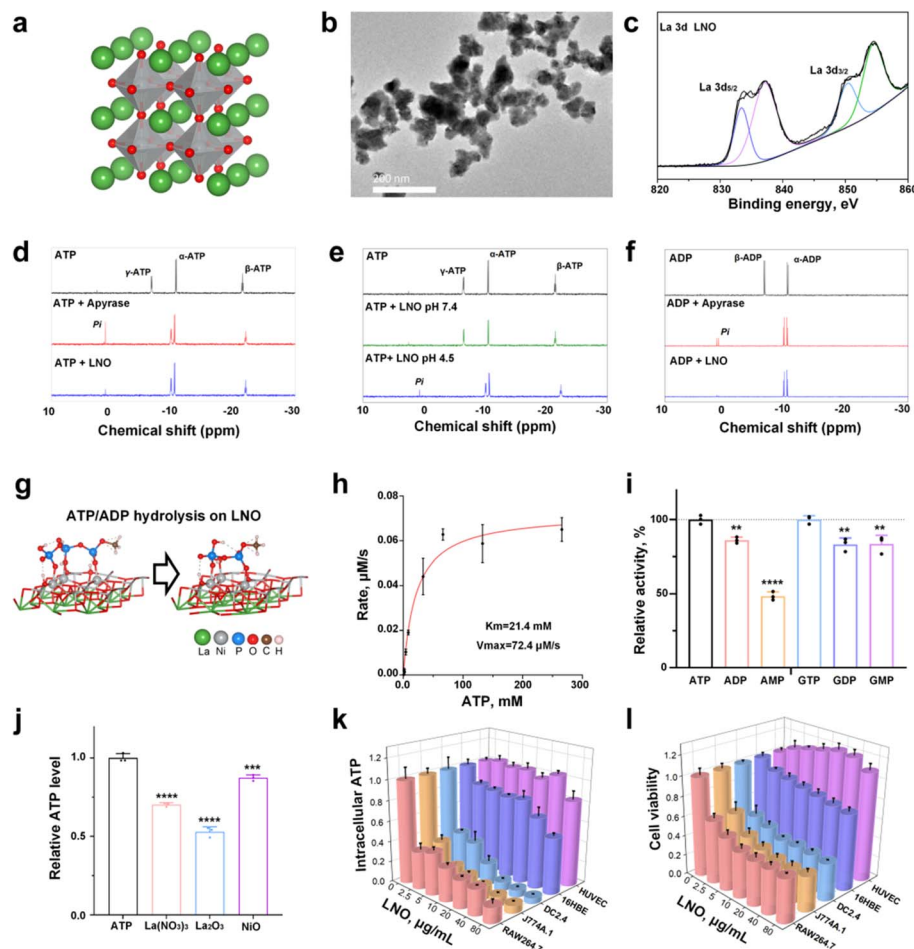 a
b
200 nm
c
La 3d LNO
La 3d5/2
La 3d3/2
820 830 840 850 860
Binding energy, eV
d
ATP
γ-ATP
α-ATP
β-ATP
ATP + Apyrase
Pi
ATP + LNO
10 0 -10 -20 -30
Chemical shift (ppm)
e
ATP
γ-ATP
α-ATP
β-ATP
ATP + LNO pH 7.4
ATP+ LNO pH 4.5
Pi
10 0 -10 -20 -30
Chemical shift (ppm)
f
ADP
β-ADP
α-ADP
ADP + Apyrase
Pi
ADP + LNO
10 0 -10 -20 -30
Chemical shift (ppm)
g
ATP/ADP hydrolysis on LNO
La Ni P O C H
h
Rate, µM/s
0.08
0.06
0.04
0.02
0.00
Km=21.4 mM
Vmax=72.4 µM/s
0 100 200 300
ATP, mM
i
Relative activity, %
100
50
0
**
****
**
**
ATP ADP AMP GTP GDP GMP
j
Relative ATP level
1.0
0.5
0.0
****
****
***
ATP La(NO3)3 La2O3 NiO
k
Intracellular ATP
1.2
1.0
0.8
0.6
0.4
0.2
0.0
0 2.5 5 10 20 40 80
LNO, µg/mL
RAW264.7
J774A.1
DC2.4
16HBE
HUVEC
l
Cell viability
1.2
1.0
0.8
0.6
0.4
0.2
0.0
0 2.5 5 10 20 40 80
LNO, µg/mL
RAW264.7
J774A.1
DC2.4
16HBE
HUVEC